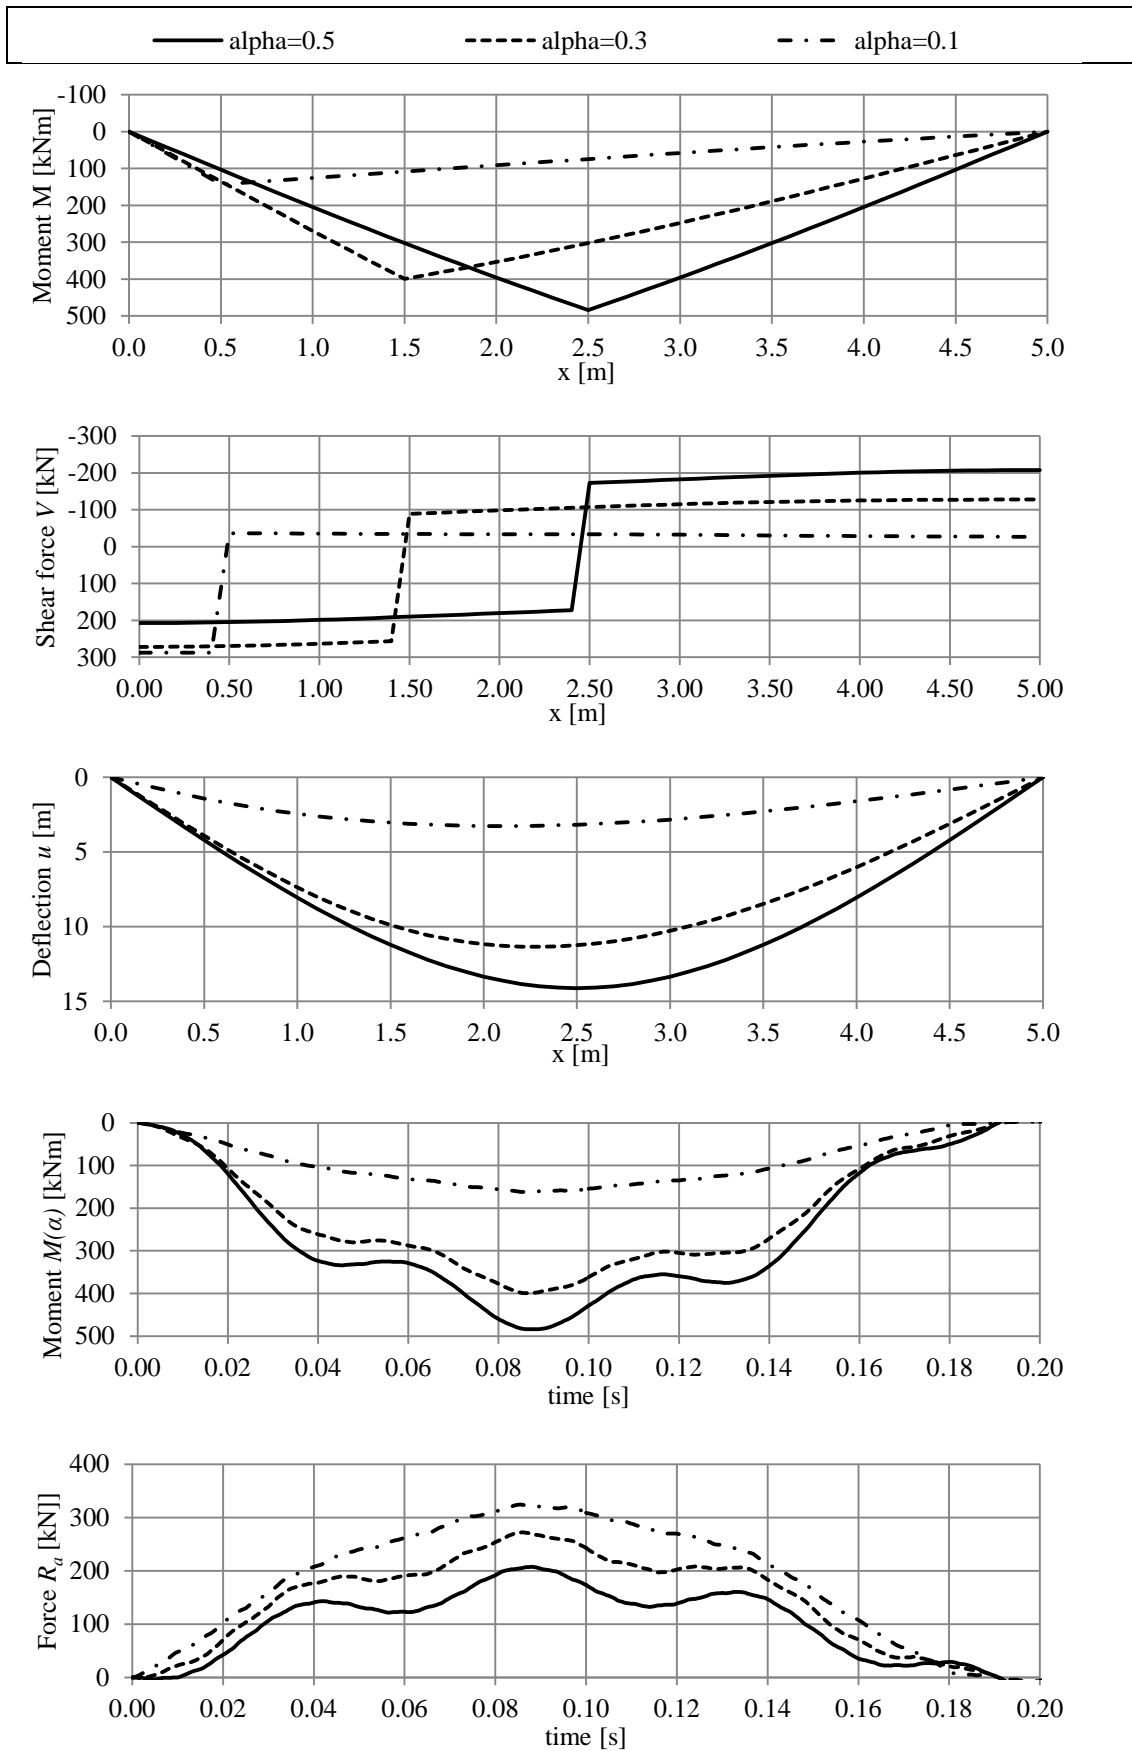 alpha=0.5 alpha=0.3 alpha=0.1
-100
0
100
200
300
400
500
Moment M [kNm]
0.0 0.5 1.0 1.5 2.0 2.5 3.0 3.5 4.0 4.5 5.0
x [m]
-300
-200
-100
0
100
200
300
Shear force V [kN]
0.00 0.50 1.00 1.50 2.00 2.50 3.00 3.50 4.00 4.50 5.00
x [m]
0
5
10
15
Deflection u [m]
0.0 0.5 1.0 1.5 2.0 2.5 3.0 3.5 4.0 4.5 5.0
x [m]
0
100
200
300
400
500
Moment M(α) [kNm]
0.00 0.02 0.04 0.06 0.08 0.10 0.12 0.14 0.16 0.18 0.20
time [s]
400
300
200
100
0
Force Ra [kN]]
0.00 0.02 0.04 0.06 0.08 0.10 0.12 0.14 0.16 0.18 0.20
time [s]